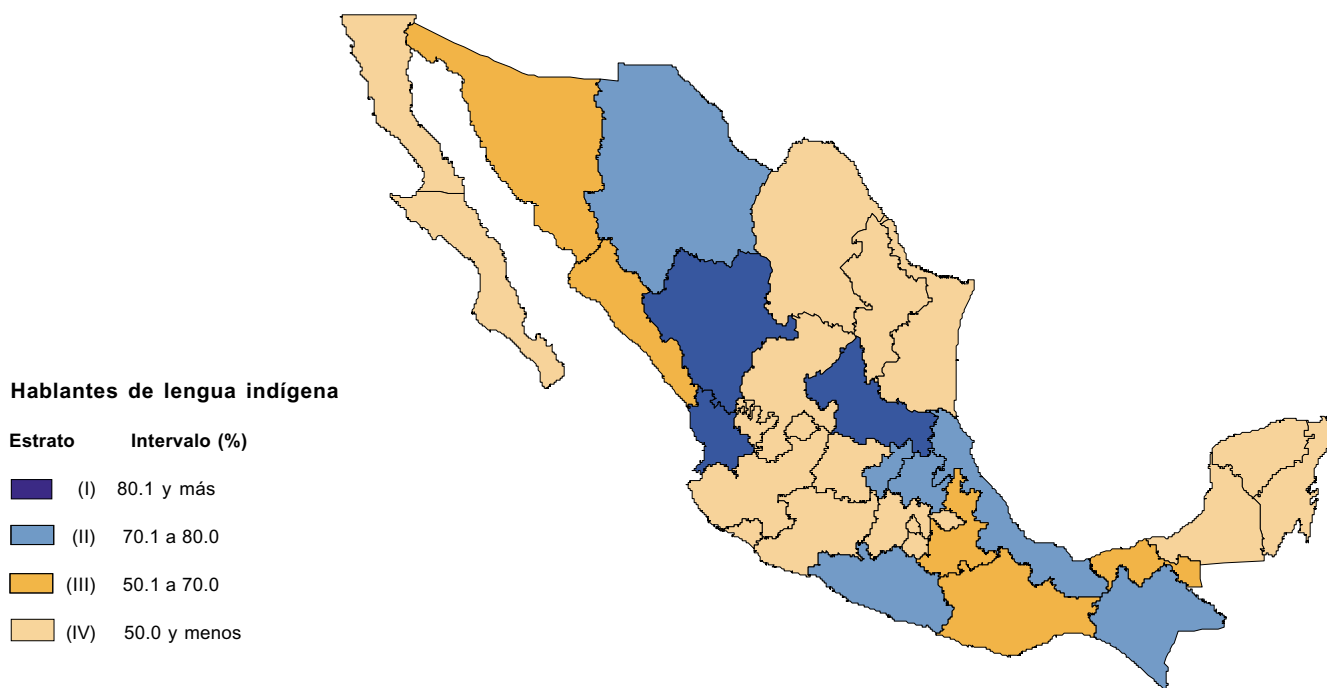 Hablantes de lengua indígena
Estrato Intervalo (%)
(I) 80.1 y más
(II) 70.1 a 80.0
(III) 50.1 a 70.0
(IV) 50.0 y menos